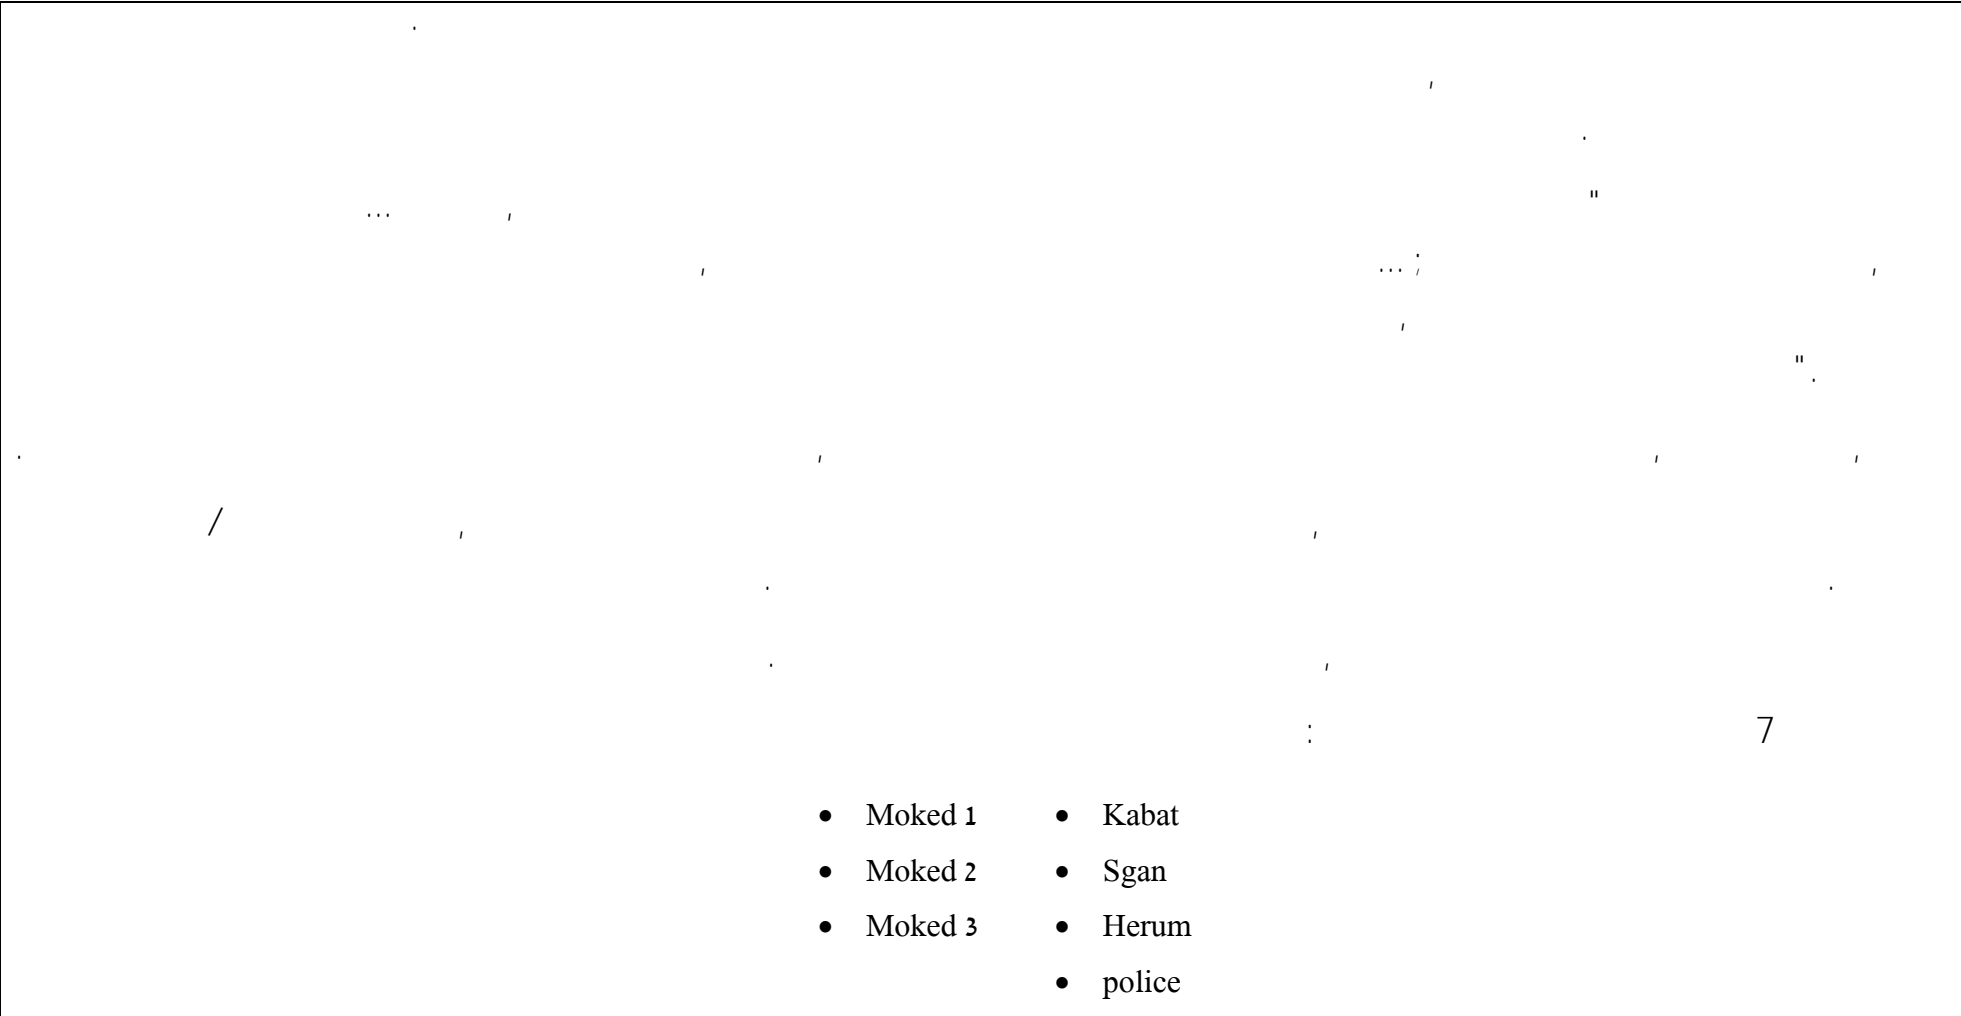 .
,
.
" , ...
, ; ... ,
,
" .
, , , .
, , /
. .
, .
7 :
• Moked 1 • Kabat
• Moked 2 • Sgan
• Moked 3 • Herum
• police